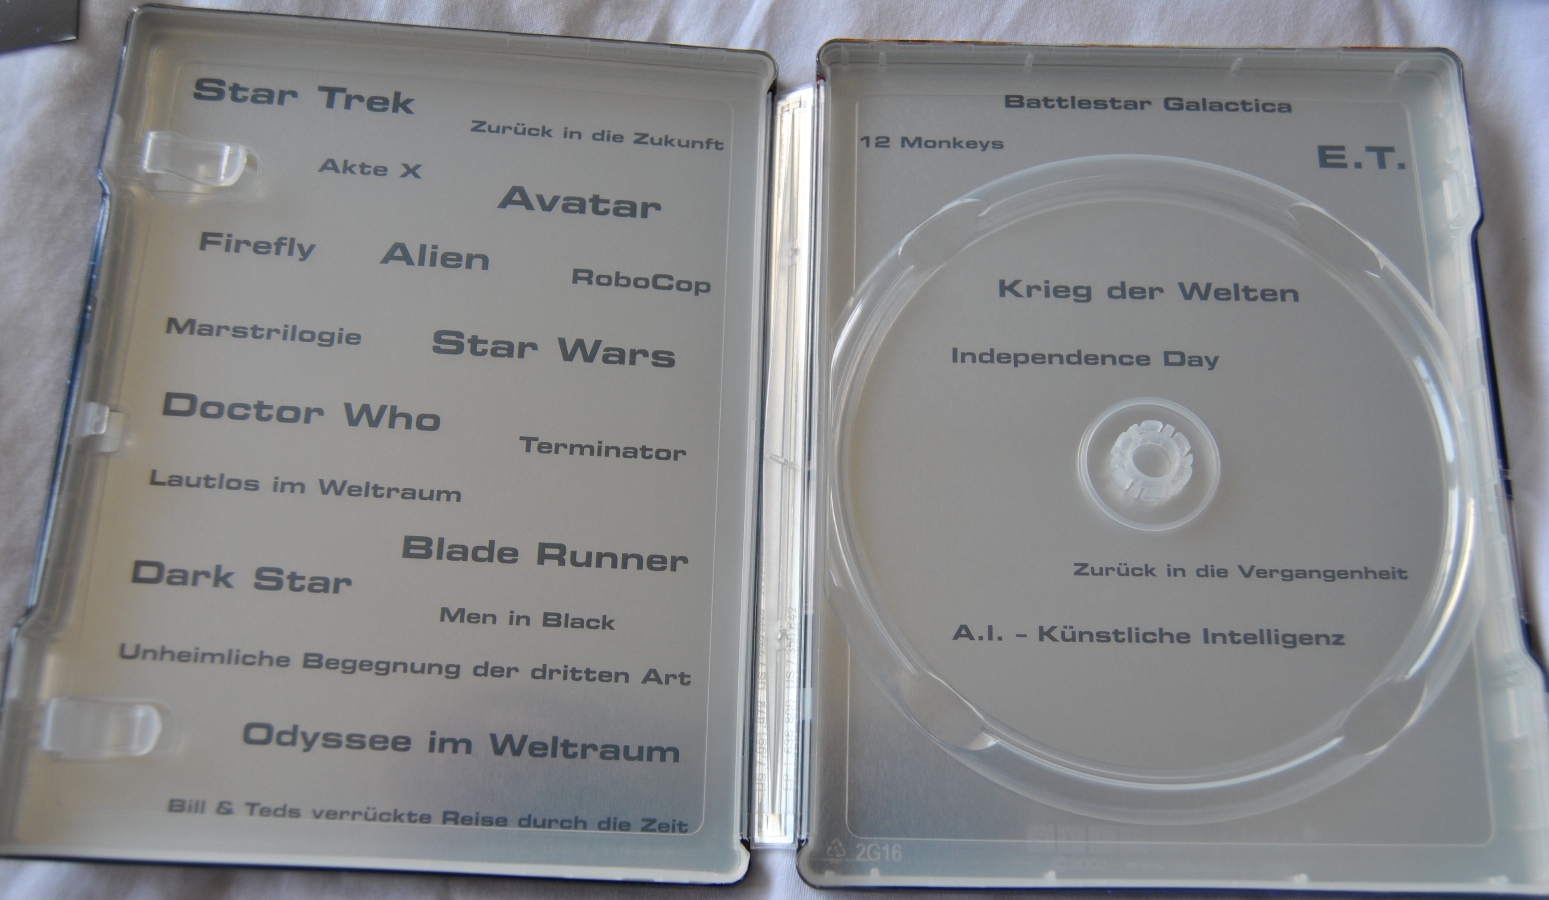 Star Trek
Zurück in die Zukunft
Akte X
Avatar
Firefly
Alien
RoboCop
Marstrilogie
Star Wars
Doctor Who
Terminator
Lautlos im Weltraum
Blade Runner
Dark Star
Men in Black
Unheimliche Begegnung der dritten Art
Odyssee im Weltraum
Bill & Teds verrückte Reise durch die Zeit
Battlestar Galactica
12 Monkeys
E.T.
Krieg der Welten
Independence Day
Zurück in die Vergangenheit
A.I. - Künstliche Intelligenz
2G16